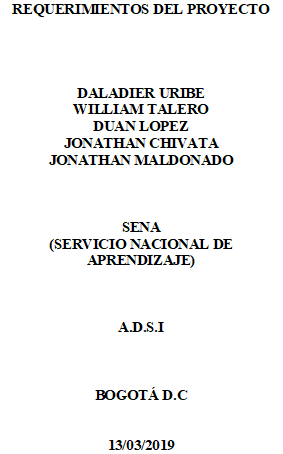 REQUERIMIENTOS DEL PROYECTO
DALADIER URIBE
WILLIAM TALERO
DUAN LOPEZ
JONATHAN CHIVATA
JONATHAN MALDONADO
SENA
(SERVICIO NACIONAL DE
APRENDIZAJE)
A.D.S.I
BOGOTÁ D.C
13/03/2019